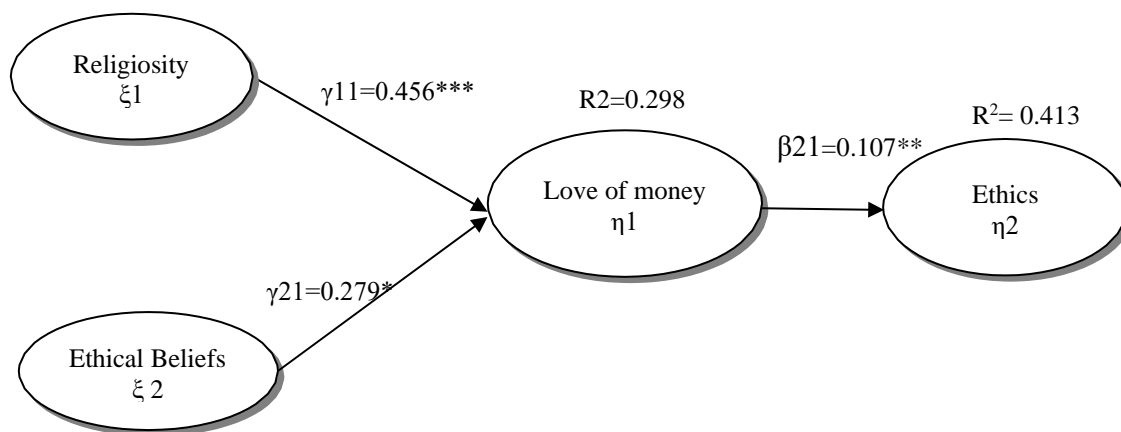 Religiosity
ξ1
γ11=0.456***
R2=0.298
R²= 0.413
β21=0.107**
Love of money
η1
Ethics
η2
γ21=0.279*
Ethical Beliefs
ξ 2